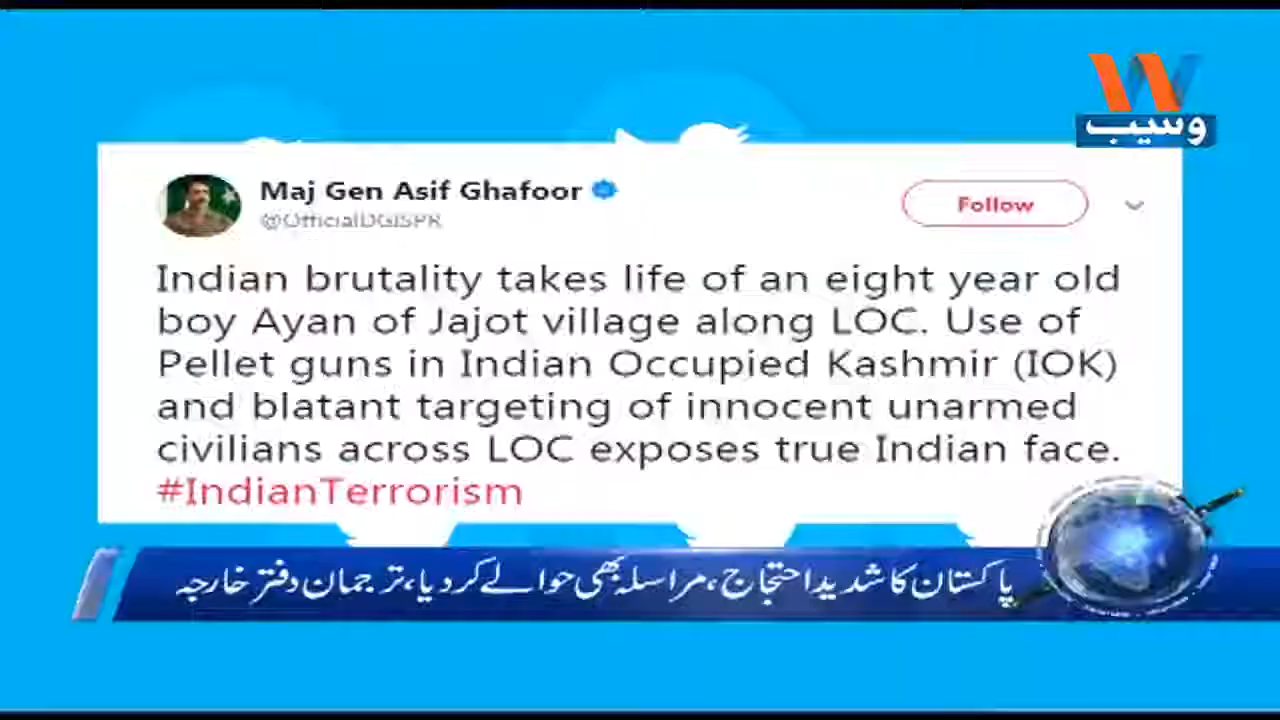 وسیب
Maj Gen Asif Ghafoor
@OfficialDGISPR
Follow
Indian brutality takes life of an eight year old
boy Ayan of Jajot village along LOC. Use of
Pellet guns in Indian Occupied Kashmir (IOK)
and blatant targeting of innocent unarmed
civilians across LOC exposes true Indian face.
#IndianTerrorism
پاکستان کا شدید احتجاج، مراسلہ بھی حوالے کر دیا، ترجمان دفتر خارجہ